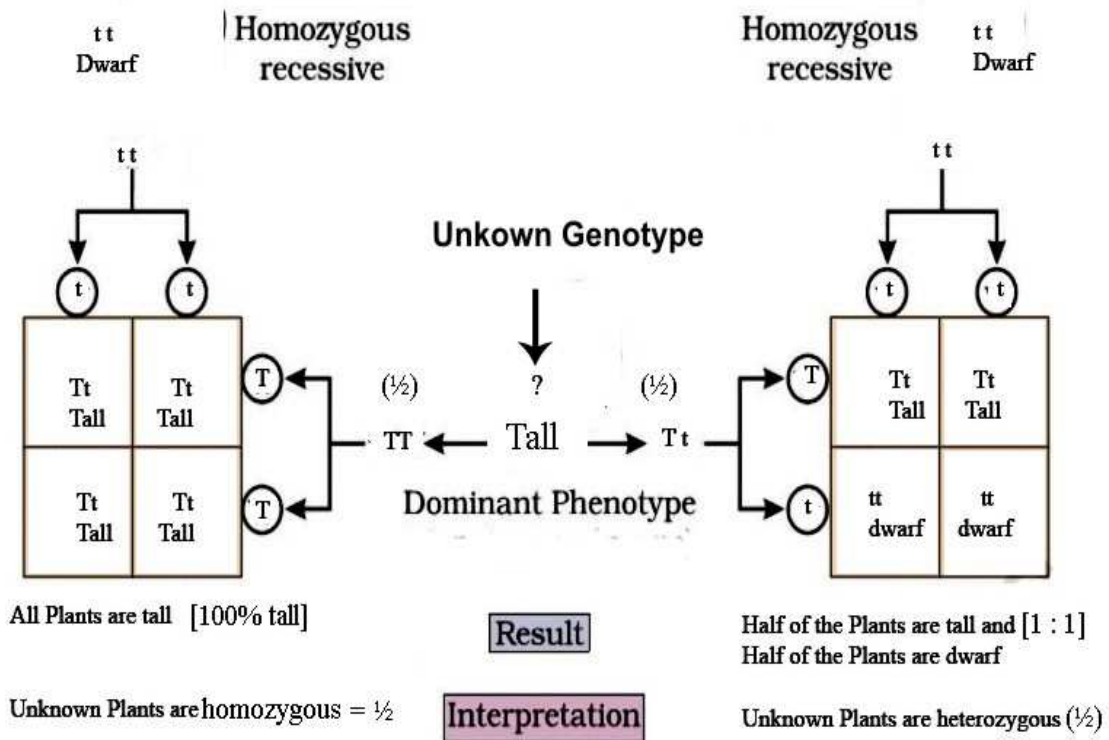 t t
Dwarf
Homozygous
recessive
Homozygous
recessive
t t
Dwarf
t t
t t
Unkown Genotype
t
t
t
t
Tt
Tall
Tt
Tall
T
(½)
?
(½)
T
Tt
Tall
Tt
Tall
TT
Tall
T t
Tt
Tall
Tt
Tall
T
Dominant Phenotype
t
tt
dwarf
tt
dwarf
All Plants are tall [100% tall]
Result
Half of the Plants are tall and [1 : 1]
Half of the Plants are dwarf
Unknown Plants are homozygous = ½
Interpretation
Unknown Plants are heterozygous (½)